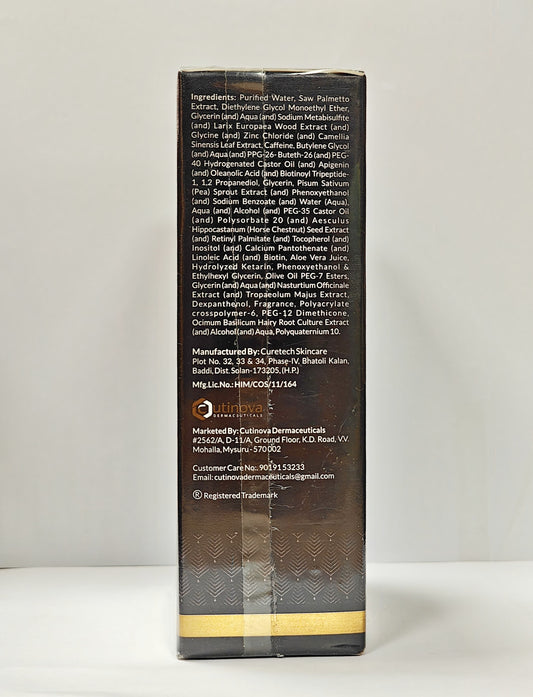 Ingredients: Purified Water, Saw Palmetto
Extract, Diethylene Glycol Monoethyl Ether,
Glycerin (and) Aqua (and) Sodium Metabisulfite
(and) Larix Europaea Wood Extract (and)
Glycine (and) Zinc Chloride (and) Camellia
Sinensis Leaf Extract, Caffeine, Butylene Glycol
(and) Aqua (and) PPG-26-Buteth-26 (and) PEG-
40 Hydrogenated Castor Oil (and) Apigenin
(and) Oleanolic Acid (and) Biotinoyl Tripeptide-
1, 1,2 Propanediol, Glycerin, Pisum Sativum
(Pea) Sprout Extract (and) Phenoxyethanol
(and) Sodium Benzoate (and) Water (Aqua),
Aqua (and) Alcohol (and) PEG-35 Castor Oil
(and) Polysorbate 20 (and) Aesculus
Hippocastanum (Horse Chestnut) Seed Extract
(and) Retinyl Palmitate (and) Tocopherol (and)
Inositol (and) Calcium Pantothenate (and)
Linoleic Acid (and) Biotin, Aloe Vera Juice,
Hydrolyzed Ketarin, Phenoxyethanol &
Ethylhexyl Glycerin, Olive Oil PEG-7 Esters,
Glycerin (and) Aqua (and) Nasturtium Officinale
Extract (and) Tropaeolum Majus Extract,
Dexpanthenol, Fragrance, Polyacrylate
crosspolymer-6, PEG-12 Dimethicone,
Ocimum Basilicum Hairy Root Culture Extract
(and) Alcohol (and) Aqua, Polyquaternium 10.
Manufactured By: Curetech Skincare
Plot No. 32, 33 & 34, Phase-IV, Bhatoli Kalan,
Baddi, Dist. Solan-173205, (H.P.)
Mfg.Lic.No.: HIM/COS/11/164
Cutinova
DERMACEUTICALS
Marketed By: Cutinova Dermaceuticals
#2562/A, D-11/A, Ground Floor, K.D. Road, V.V.
Mohalla, Mysuru - 570 002
Customer Care No.: 9019153233
Email: cutinovadermaceuticals@gmail.com
® Registered Trademark